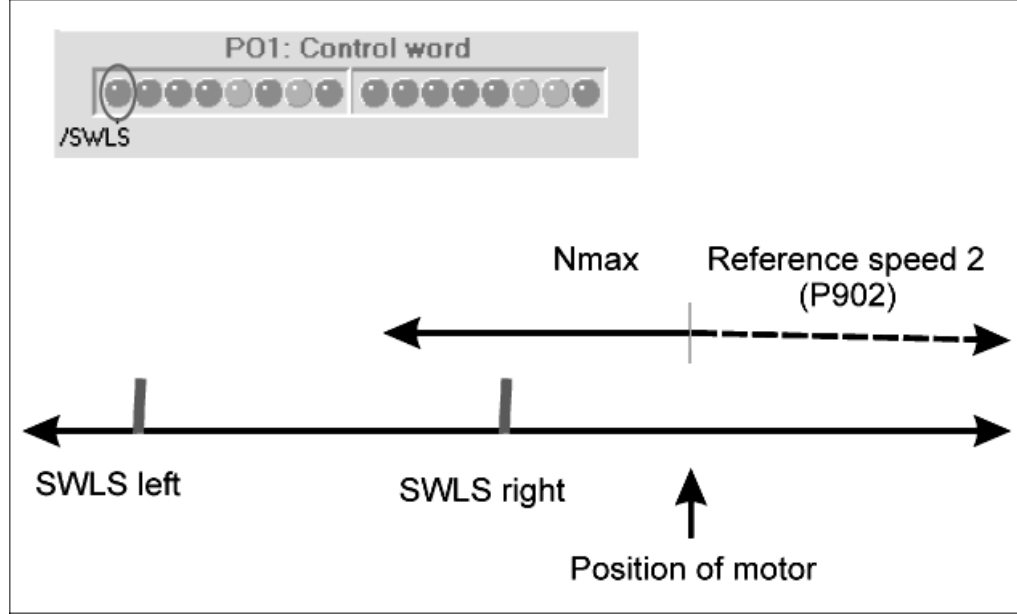 PO1: Control word
/SWLS
Nmax
Reference speed 2
(P902)
SWLS left
SWLS right
Position of motor